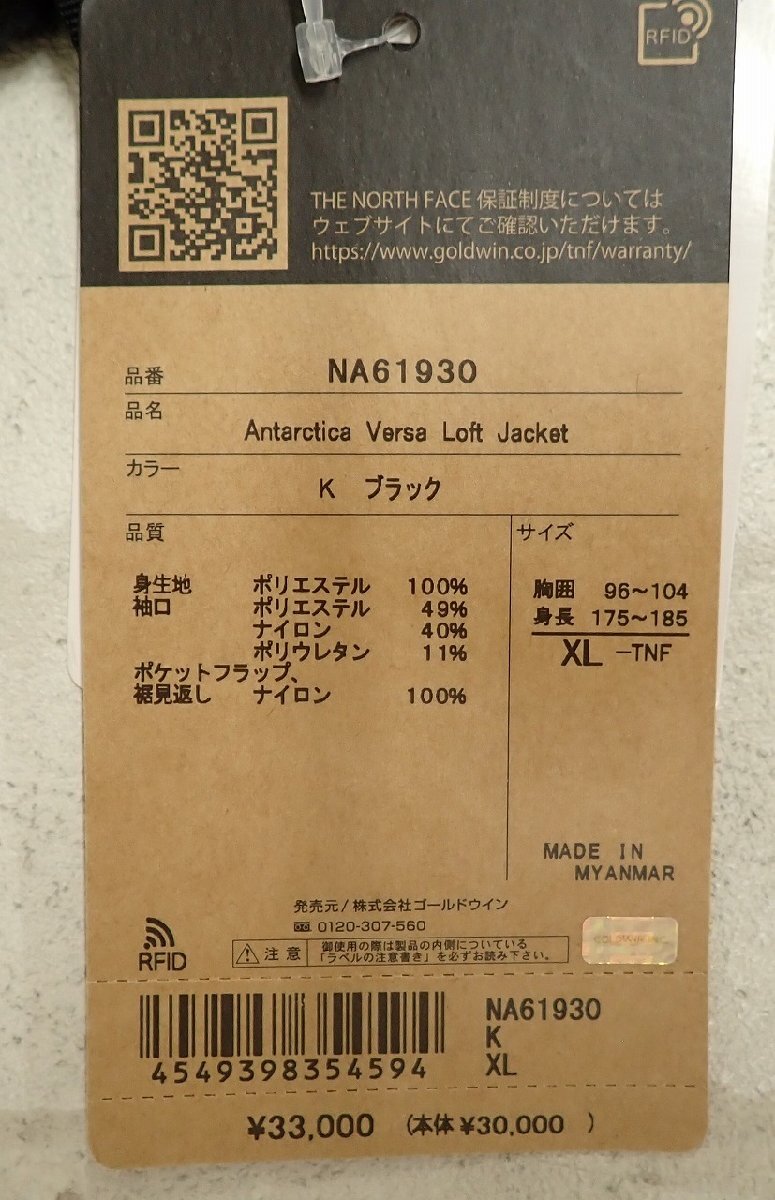 RFID
THE NORTH FACE 保証制度については
ウェブサイトにてご確認いただけます。
https://www.goldwin.co.jp/tnf/warranty/
品番 NA61930
品名
Antarctica Versa Loft Jacket
カラー
K ブラック
品質
サイズ
身生地 ポリエステル 100%
袖口 ポリエステル 49%
ナイロン 40%
ポリウレタン 11%
ポケットフラップ、
裾見返し ナイロン 100%
胸囲 96~104
身長 175~185
XL -TNF
MADE IN
MYANMAR
発売元/株式会社ゴールドウイン
0120-307-560
RFID
注意
御使用の際は製品の内側についている
「ラベルの注意書き」を必ずお読み下さい。
4549398354594
NA61930
K
XL
¥33,000 (本体¥30,000 )